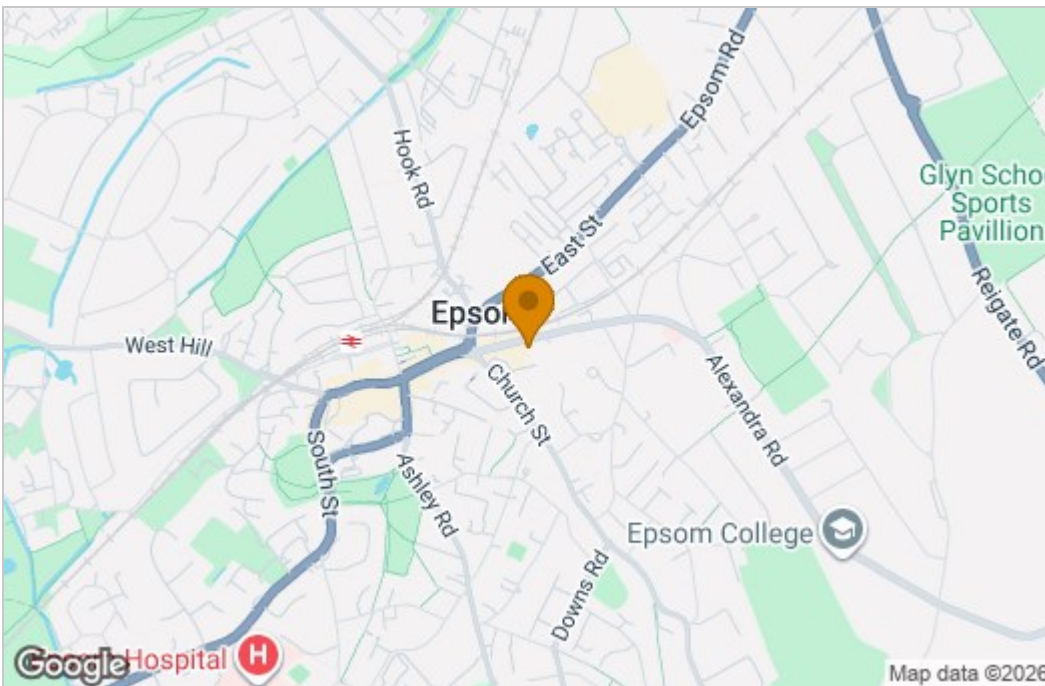 Epsom Rd
Hook Rd
Glyn Schoo
Sports
Pavillion
East St
Reigate Rd
Epso
West Hill
Church St
Alexandra Rd
South St
Ashley Rd
Epsom College
Downs Rd
Hospital
H
Google
Map data ©2026